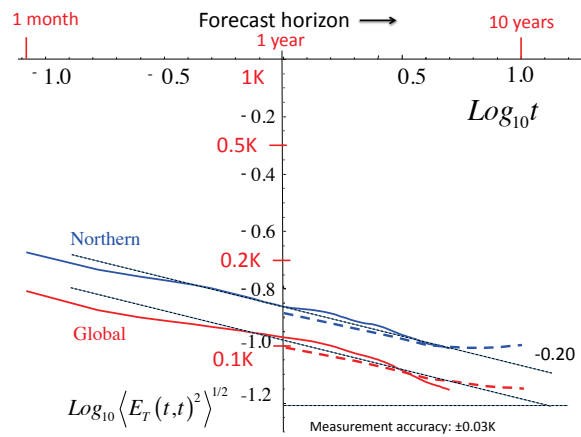 Forecast horizon →
1 month
1 year
10 years
- 1.0
- 0.5
1K
0.5
1.0
Log₁₀t
- 0.2
0.5K
- 0.4
- 0.6
Northern
0.2K
- 0.8
Global
-1.0
0.1K
-0.20
-1.2
Log₁₀⟨E_T(t,t)²⟩^1/2
Measurement accuracy: ±0.03K